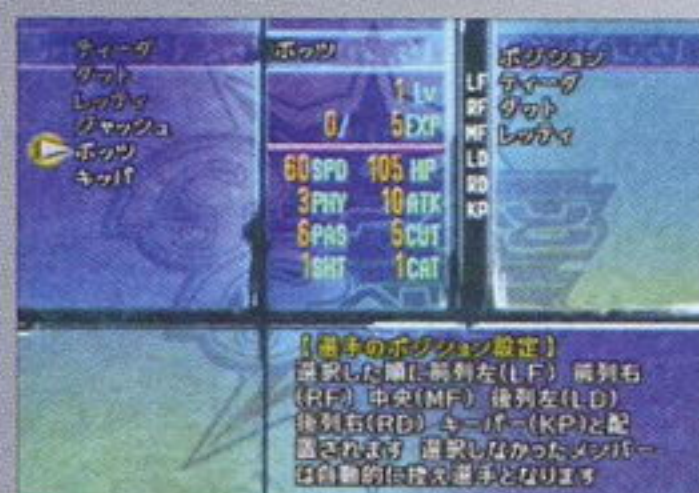 ティーダ
ダット
レッティ
ジャッシュ
ボッツ
キッパ
ボッツ
1 Lv
0/ 5 EXP
60 SPD 105 HP
3 PHY 10 ATK
6 PAS 5 CUT
1 SHT 1 CAT
ポジション
LF ティーダ
RF ダット
MF レッティ
LD
RD
KP
【選手のポジション設定】
選択した順に前列左(LF) 前列右
(RF) 中央(MF) 後列左(LD)
後列右(RD) キーパー(KP)と配
置されます 選択しなかったメンバー
は自動的に控え選手となります